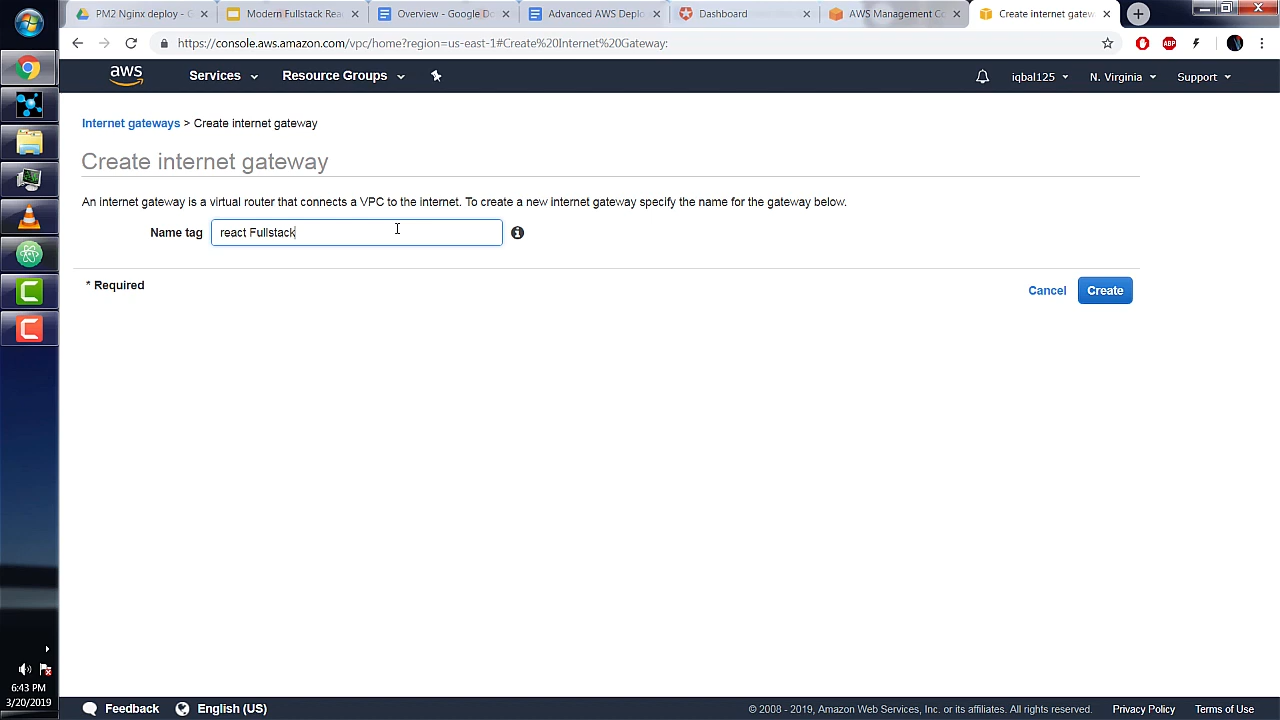 PM2 Nginx deploy - G
Modern Fullstack Rea
Overview - Google Do
Advanced AWS Deplo
Dashboard
AWS Management Co
Create internet gatew
https://console.aws.amazon.com/vpc/home?region=us-east-1#Create%20Internet%20Gateway:
ABP
aws
Services
Resource Groups
iqbal125
N. Virginia
Support
Internet gateways > Create internet gateway
Create internet gateway
An internet gateway is a virtual router that connects a VPC to the internet. To create a new internet gateway specify the name for the gateway below.
Name tag
react Fullstack
* Required
Cancel
Create
6:43 PM
3/20/2019
Feedback
English (US)
© 2008 - 2019, Amazon Web Services, Inc. or its affiliates. All rights reserved.
Privacy Policy
Terms of Use